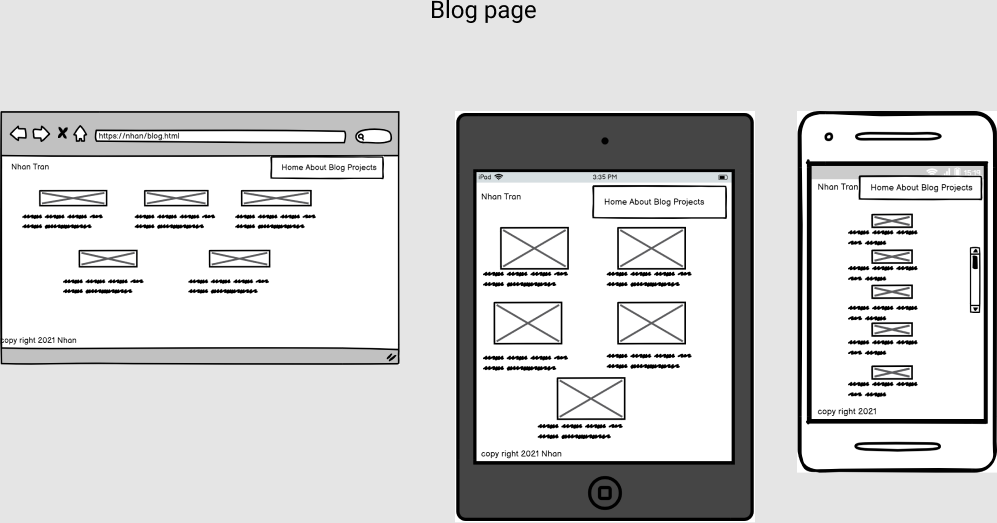 Blog page
https://nhan/blog.html
Nhan Tran
Home About Blog Projects
copy right 2021 Nhan
iPod
3:35 PM
Nhan Tran
Home About Blog Projects
copy right 2021 Nhan
Nhan Tran
Home About Blog Projects
copy right 2021